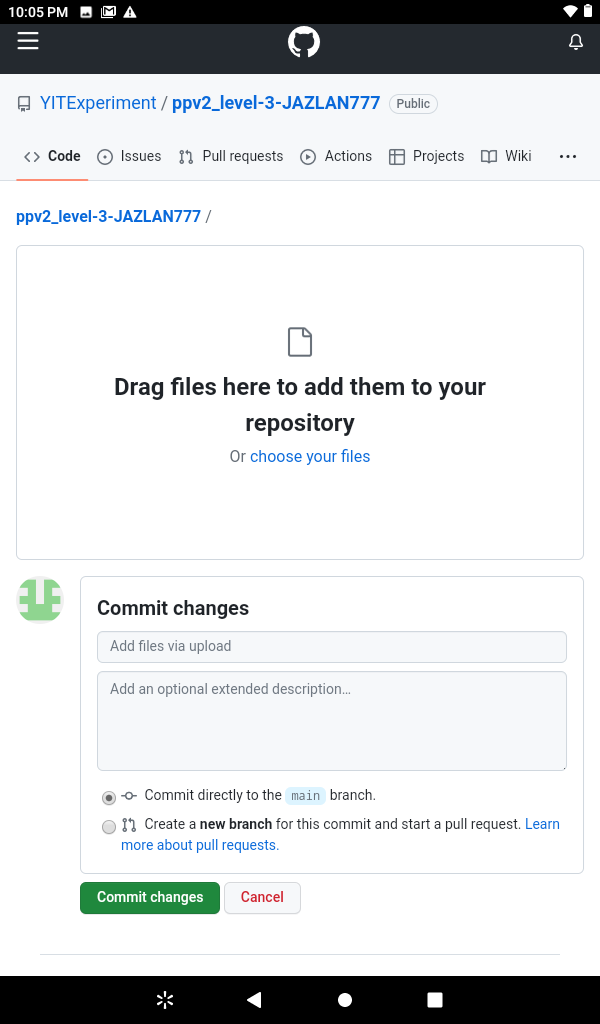 10:05 PM
YITExperiment / ppv2_level-3-JAZLAN777 Public
Code Issues Pull requests Actions Projects Wiki
ppv2_level-3-JAZLAN777 /
Drag files here to add them to your
repository
Or choose your files
Commit changes
Add files via upload
Add an optional extended description…
Commit directly to the main branch.
Create a new branch for this commit and start a pull request. Learn
more about pull requests.
Commit changes Cancel